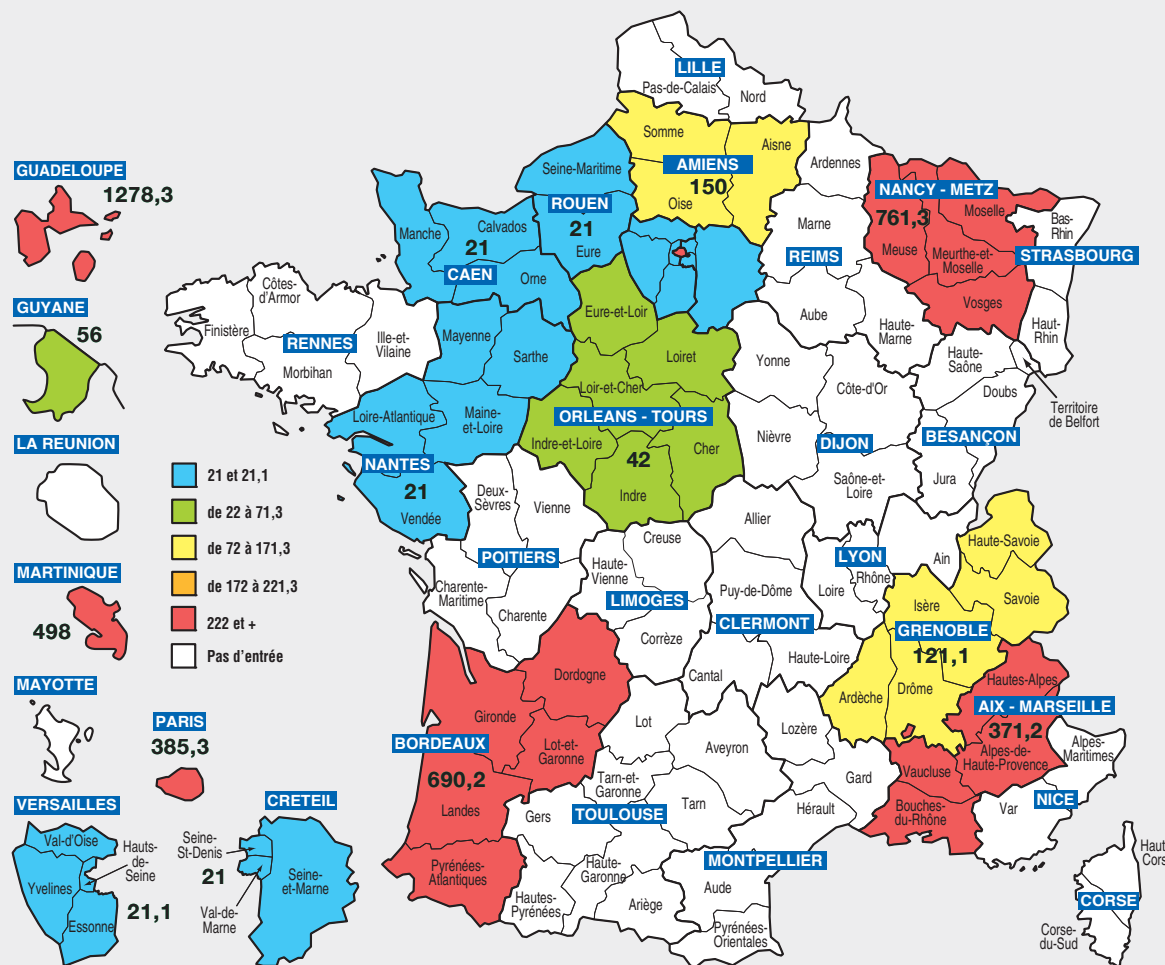 LILLE
Pas-de-Calais
Nord
Somme
Aisne
AMIENS
150
Oise
Ardennes
Seine-Maritime
ROUEN
21
Eure
GUADELOUPE
1278,3
NANCY - METZ
761,3
Moselle
Meuse
Meurthe-et-
Moselle
Vosges
Bas-
Rhin
STRASBOURG
Haut-
Rhin
Marne
REIMS
Aube
Haute-
Marne
Manche
Calvados
21
CAEN
Orne
GUYANE
56
Côtes-
d'Armor
Finistère
RENNES
Ille-et-
Vilaine
Morbihan
Mayenne
Sarthe
Eure-et-Loir
Loiret
Loir-et-Cher
ORLEANS - TOURS
Indre-et-Loire
42
Cher
Indre
Yonne
Côte-d'Or
Nièvre
DIJON
Saône-et-
Loire
Haute-
Saône
Doubs
Territoire
de Belfort
BESANÇON
Jura
Loire-Atlantique
Maine-
et-Loire
NANTES
21
Vendée
LA REUNION
21 et 21,1
de 22 à 71,3
de 72 à 171,3
de 172 à 221,3
222 et +
Pas d'entrée
Deux-
Sèvres
Vienne
POITIERS
Charente-
Maritime
Charente
Creuse
Haute-
Vienne
LIMOGES
Corrèze
Allier
Puy-de-Dôme
CLERMONT
Cantal
Haute-Loire
LYON
Ain
Rhône
Loire
Haute-Savoie
Savoie
Isère
GRENOBLE
121,1
Ardèche
Drôme
MARTINIQUE
498
MAYOTTE
PARIS
385,3
Dordogne
Gironde
BORDEAUX
690,2
Lot-et-
Garonne
Landes
Pyrénées-
Atlantiques
Lot
Aveyron
Tarn-et-
Garonne
Tarn
Gers
TOULOUSE
Haute-
Garonne
Hautes-
Pyrénées
Ariège
Lozère
Gard
Hérault
MONTPELLIER
Aude
Pyrénées-
Orientales
Hautes-Alpes
AIX - MARSEILLE
371,2
Alpes-de-
Haute-Provence
Vaucluse
Bouches-
du-Rhône
Alpes-
Maritimes
NICE
Var
VERSAILLES
Val-d'Oise
Hauts-
de-
Seine
Yvelines
21,1
Essonne
CRETEIL
Seine-
St-Denis
21
Seine-
et-Marne
Val-de-
Marne
Haut
Cors
CORSE
Corse-
du-Sud